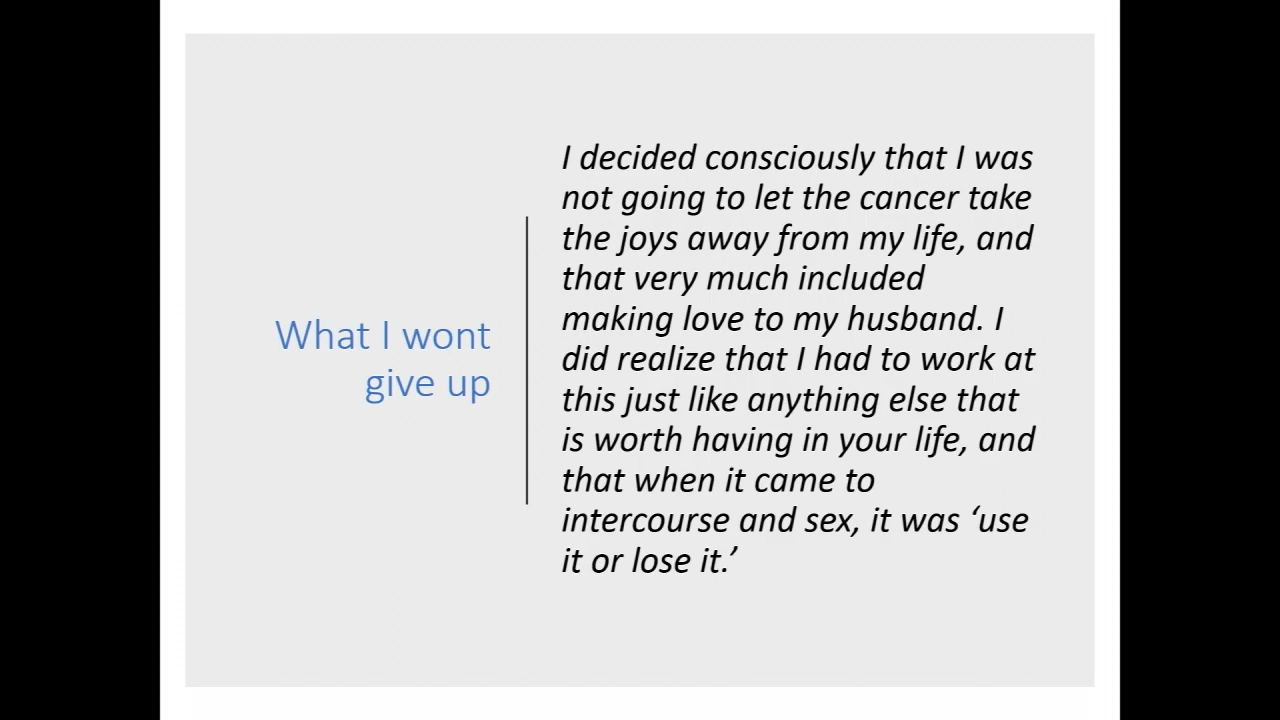 What I wont
give up
I decided consciously that I was
not going to let the cancer take
the joys away from my life, and
that very much included
making love to my husband. I
did realize that I had to work at
this just like anything else that
is worth having in your life, and
that when it came to
intercourse and sex, it was ‘use
it or lose it.’